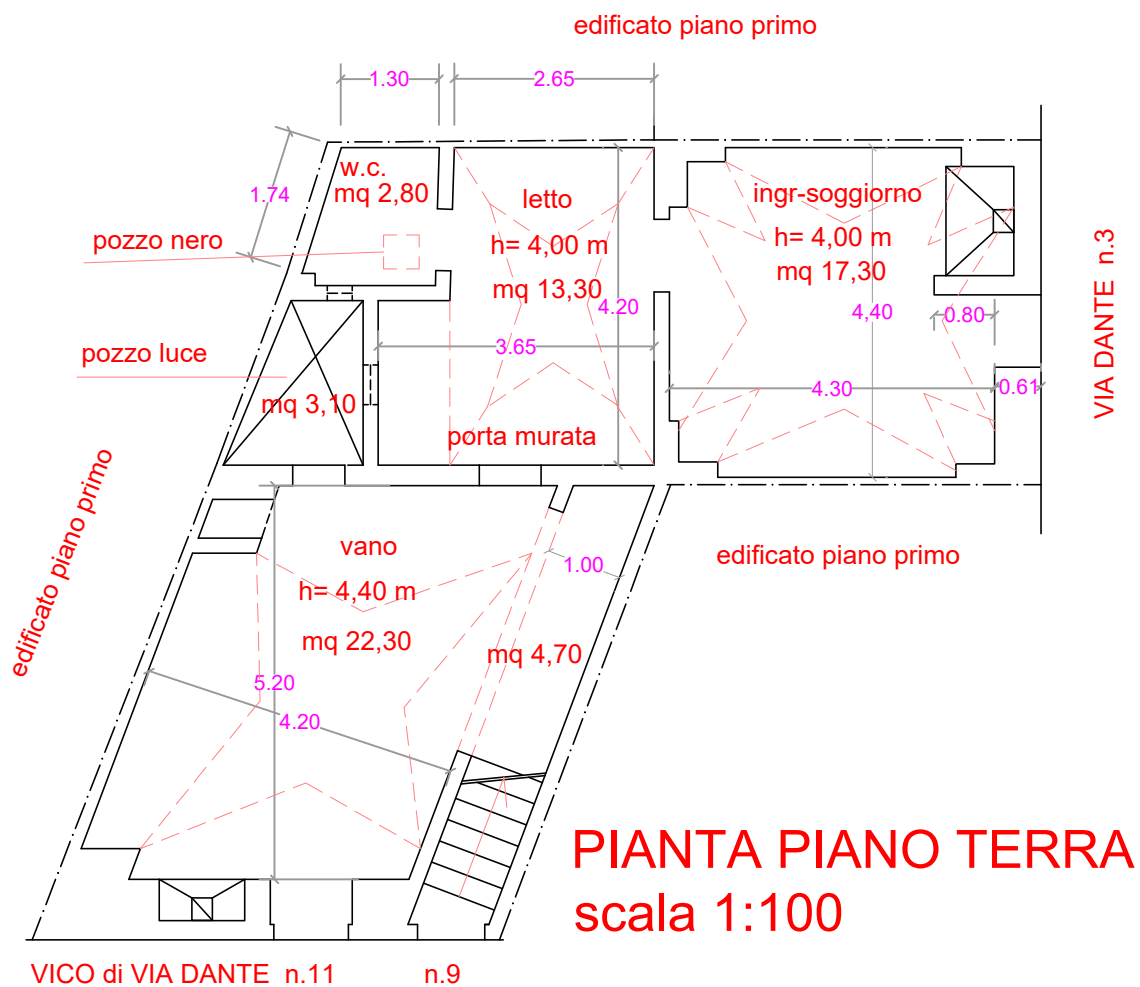 edificato piano primo
1.30
2.65
1.74
w.c.
mq 2,80
letto
ingr-soggiorno
pozzo nero
h= 4,00 m
h= 4,00 m
mq 13,30
mq 17,30
4.20
4,40
0.80
VIA DANTE n.3
pozzo luce
3.65
mq 3,10
4.30
0.61
porta murata
edificato piano primo
vano
1.00
edificato piano primo
h= 4,40 m
mq 22,30
mq 4,70
5.20
4.20
PIANTA PIANO TERRA
scala 1:100
VICO di VIA DANTE n.11
n.9